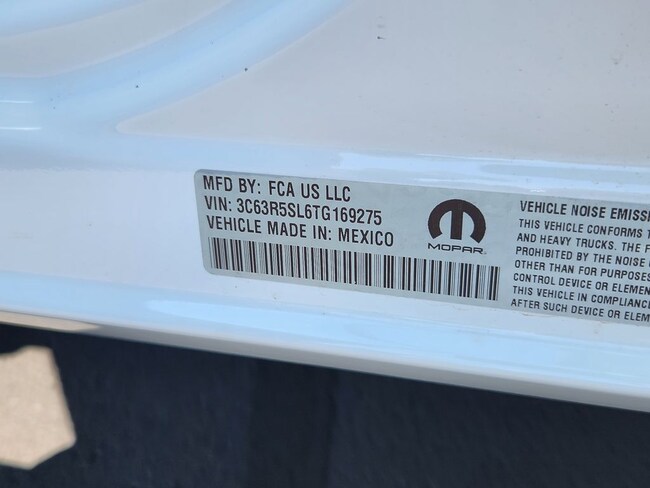 MFD BY: FCA US LLC
VIN: 3C63R5SL6TG169275
VEHICLE MADE IN: MEXICO
MOPAR
VEHICLE NOISE EMISSI
THIS VEHICLE CONFORMS T
AND HEAVY TRUCKS. THE F
PROHIBITED BY THE NOISE
OTHER THAN FOR PURPOSES
CONTROL DEVICE OR ELEMEN
THIS VEHICLE IN COMPLIANCE
AFTER SUCH DEVICE OR ELEM